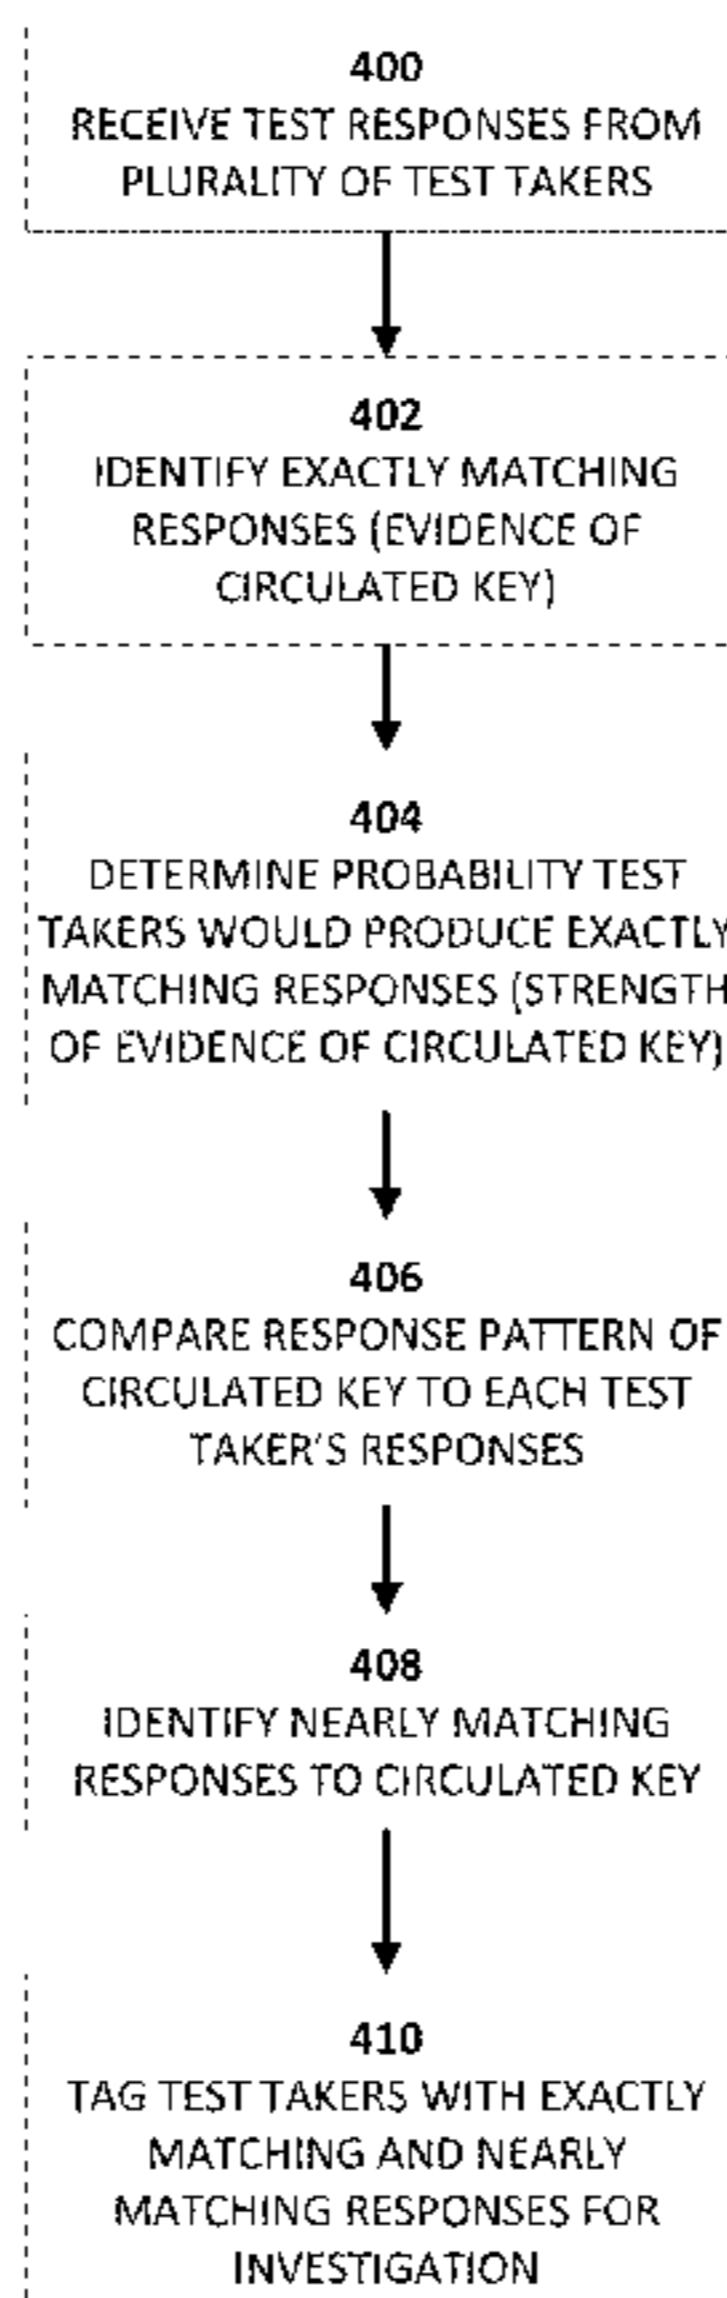 400
RECEIVE TEST RESPONSES FROM
PLURALITY OF TEST TAKERS
402
IDENTIFY EXACTLY MATCHING
RESPONSES (EVIDENCE OF
CIRCULATED KEY)
404
DETERMINE PROBABILITY TEST
TAKERS WOULD PRODUCE EXACTLY
MATCHING RESPONSES (STRENGTH
OF EVIDENCE OF CIRCULATED KEY)
406
COMPARE RESPONSE PATTERN OF
CIRCULATED KEY TO EACH TEST
TAKER'S RESPONSES
408
IDENTIFY NEARLY MATCHING
RESPONSES TO CIRCULATED KEY
410
TAG TEST TAKERS WITH EXACTLY
MATCHING AND NEARLY
MATCHING RESPONSES FOR
INVESTIGATION